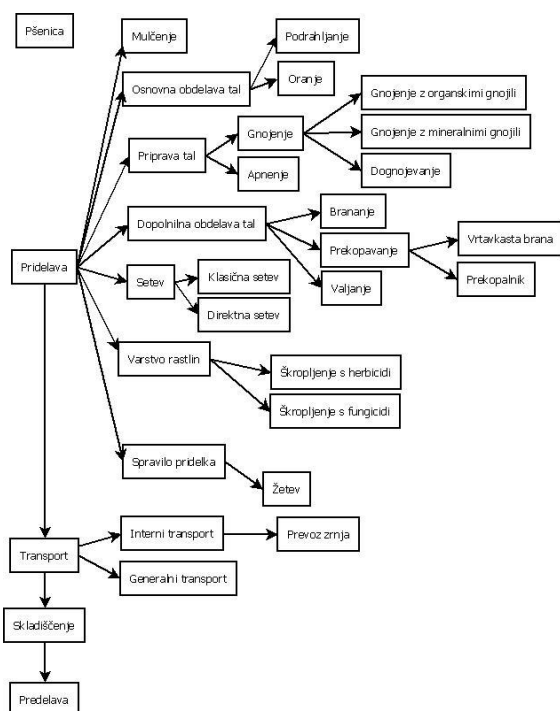 Pšenica
Mulčenje
Podrahljanje
Osnovna obdelava tal
Oranje
Gnojenje z organskimi gnojili
Gnojenje
Gnojenje z mineralnimi gnojili
Priprava tal
Apnenje
Dognojevanje
Brananje
Dopolnilna obdelava tal
Vrtavkasta brana
Pridelava
Prekopavanje
Klasična setev
Setev
Prekopalnik
Valjanje
Direktna setev
Varstvo rastlin
Škropljenje s herbicidi
Škropljenje s fungicidi
Spravilo pridelka
Žetev
Interni transport
Prevoz zrnja
Transport
Generalni transport
Skladiščenje
Predelava